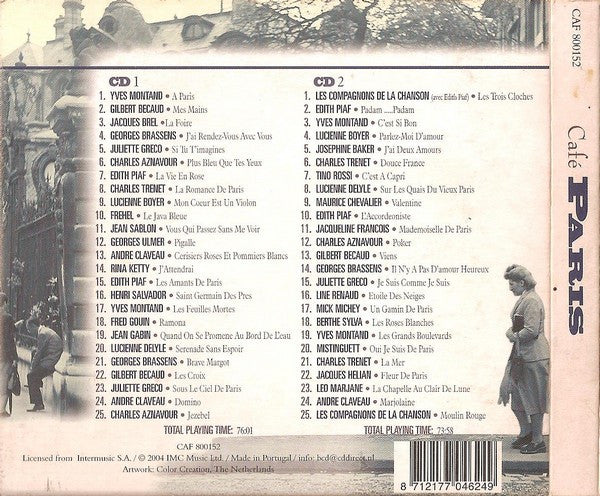 CD 1
1. YVES MONTAND • A Paris
2. GILBERT BECAUD • Mes Mains
3. JACQUES BREL • La Foire
4. GEORGES BRASSENS • J'ai Rendez-Vous Avec Vous
5. JULIETTE GRECO • Si Tu T'imagines
6. CHARLES AZNAVOUR • Plus Bleu Que Tes Yeux
7. EDITH PIAF • La Vie En Rose
8. CHARLES TRENET • La Romance De Paris
9. LUCIENNE BOYER • Mon Coeur Est Un Violon
10. FREHEL • Le Java Bleue
11. JEAN SABLON • Vous Qui Passez Sans Me Voir
12. GEORGES ULMER • Pigalle
13. ANDRE CLAVEAU • Cerisiers Roses Et Pommiers Blancs
14. RINA KETTY • J'Attendrai
15. EDITH PIAF • Les Amants De Paris
16. HENRI SALVADOR • Saint Germain Des Pres
17. YVES MONTAND • Les Feuilles Mortes
18. FRED GOUIN • Ramona
19. JEAN GABIN • Quand On Se Promene Au Bord De L'eau
20. LUCIENNE DELYLE • Serenade Sans Espoir
21. GEORGES BRASSENS • Brave Margot
22. GILBERT BECAUD • Les Croix
23. JULIETTE GRECO • Sous Le Ciel De Paris
24. ANDRE CLAVEAU • Domino
25. CHARLES AZNAVOUR • Jezebel
TOTAL PLAYING TIME: 76:01
CD 2
1. LES COMPAGNONS DE LA CHANSON (avec Edith Piaf) • Les Trois Cloches
2. EDITH PIAF • Padam ....Padam
3. YVES MONTAND • C'est Si Bon
4. LUCIENNE BOYER • Parlez-Moi D'amour
5. JOSEPHINE BAKER • J'ai Deux Amours
6. CHARLES TRENET • Douce France
7. TINO ROSSI • C'est A Capri
8. LUCIENNE DELYLE • Sur Les Quais Du Vieux Paris
9. MAURICE CHEVALIER • Valentine
10. EDITH PIAF • L'Accordeoniste
11. JACQUELINE FRANCOIS • Mademoiselle De Paris
12. CHARLES AZNAVOUR • Poker
13. GILBERT BECAUD • Viens
14. GEORGES BRASSENS • Il N'y A Pas D'amour Heureux
15. JULIETTE GRECO • Je Suis Comme Je Suis
16. LINE RENAUD • Etoile Des Neiges
17. MICK MICHEY • Un Gamin De Paris
18. BERTHE SYLVA • Les Roses Blanches
19. YVES MONTAND • Les Grands Boulevards
20. MISTINGUETT • Oui Je Suis De Paris
21. CHARLES TRENET • La Mer
22. JACQUES HELIAN • Fleur De Paris
23. LEO MARJANE • La Chapelle Au Clair De Lune
24. ANDRE CLAVEAU • Marjolaine
25. LES COMPAGNONS DE LA CHANSON • Moulin Rouge
TOTAL PLAYING TIME: 73:58
CAF 800152
Licensed from Intermusic S.A. / © 2004 IMC Music Ltd / Made in Portugal / info: bcd@cddirect.nl
Artwork: Color Creation, The Netherlands
8 712177 046249
CAF 800152
Café PARIS